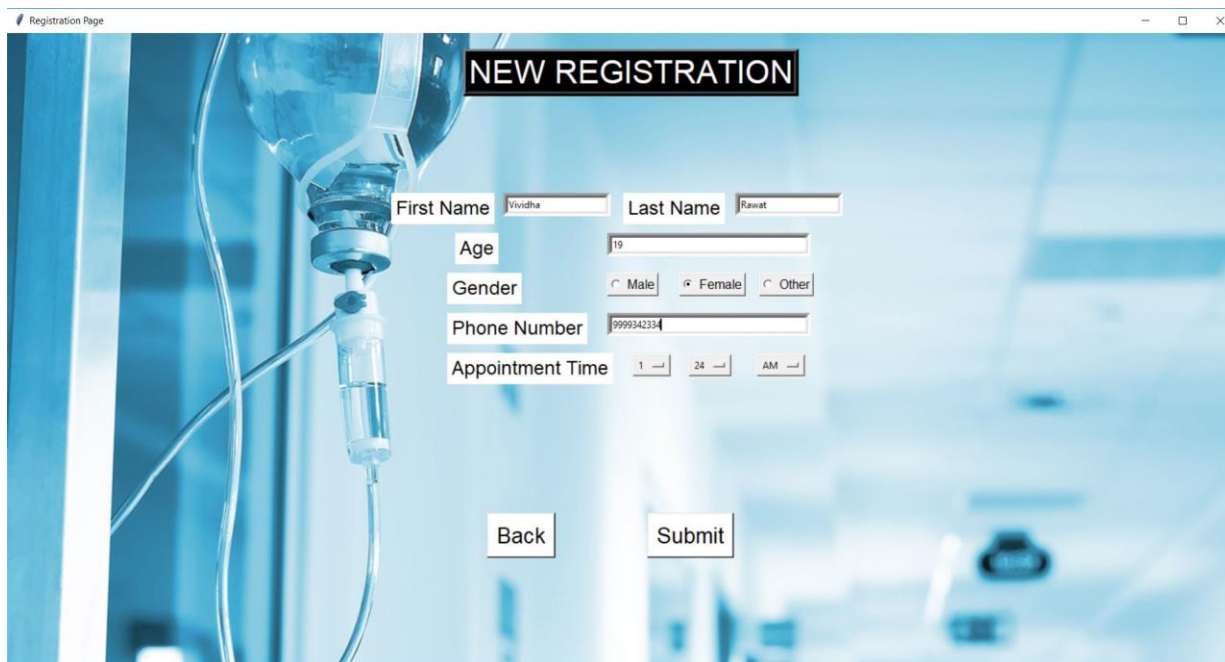 Registration Page
NEW REGISTRATION
First Name Vividha Last Name Rawat
Age 19
Gender Male Female Other
Phone Number 9999342334
Appointment Time 1 24 AM
Back Submit